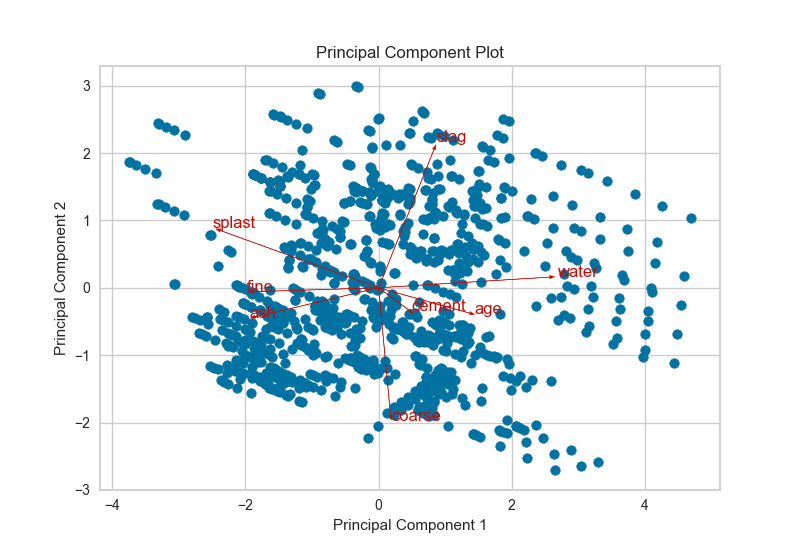 Principal Component Plot
3
2
1
0
−1
−2
−3
Principal Component 2
slag
splast
water
fine
cement
age
ash
coarse
−4
−2
0
2
4
Principal Component 1